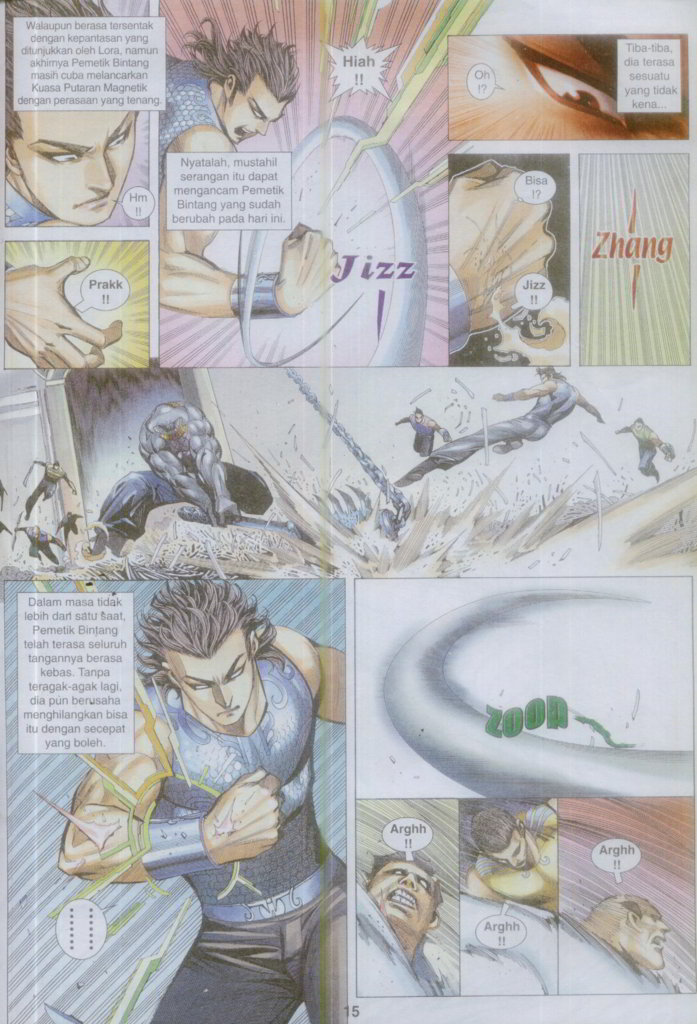 Walaupun berasa tersentak
dengan kepantasan yang
ditunjukkan oleh Lora, namun
akhirnya Pemetik Bintang
masih cuba melancarkan
Kuasa Putaran Magnetik
dengan perasaan yang tenang.
Hm
!!
Hiah
!!
Nyatalah, mustahil
serangan itu dapat
mengancam Pemetik
Bintang yang sudah
berubah pada hari ini.
Jizz
!
Oh
!?
Tiba-tiba,
dia terasa
sesuatu
yang tidak
kena...
Prakk
!!
Bisa
!?
Jizz
!!
Zhang
!
Dalam masa tidak
lebih dari satu saat,
Pemetik Bintang
telah terasa seluruh
tangannya berasa
kebas. Tanpa
teragak-agak lagi,
dia pun berusaha
menghilangkan bisa
itu dengan secepat
yang boleh.
ZOOR
Arghh
!!
Arghh
!!
Arghh
!!
15